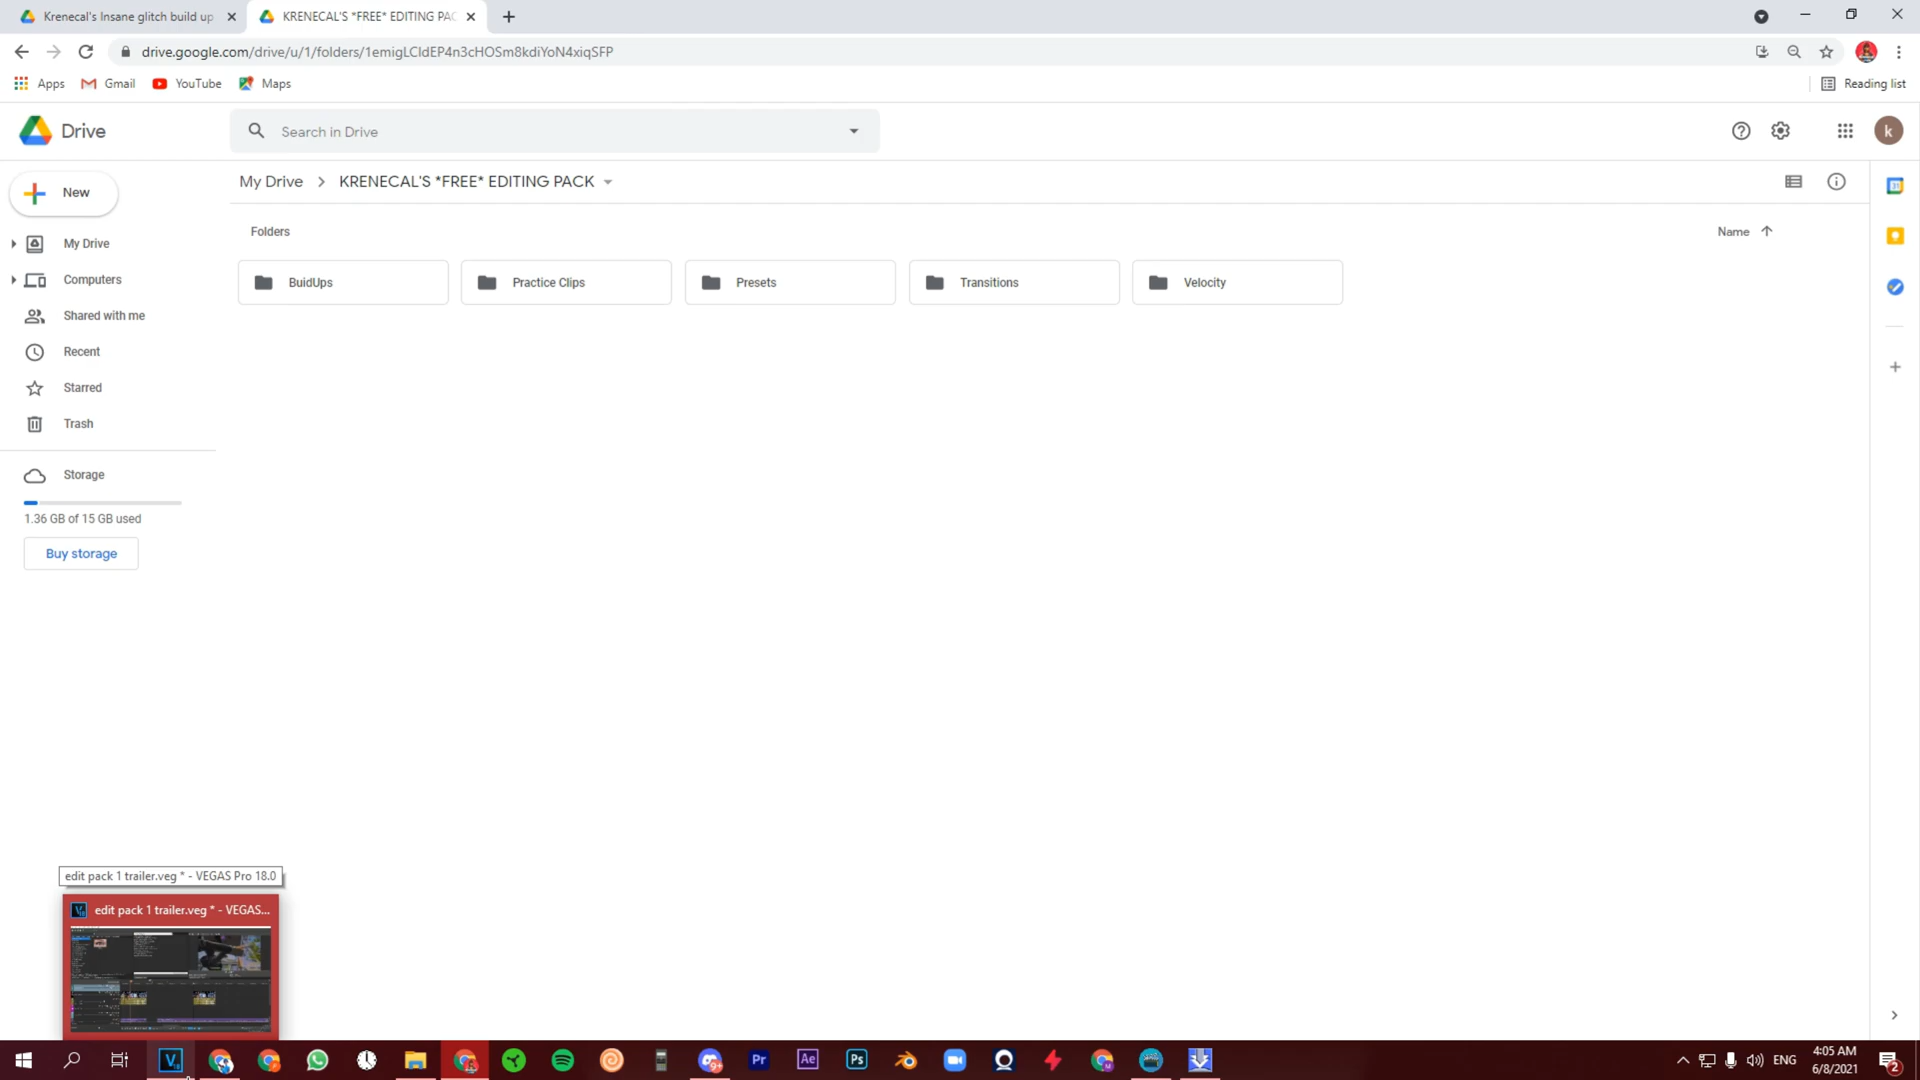 Krenecal's Insane glitch build up
KRENECAL'S *FREE* EDITING PAC
drive.google.com/drive/u/1/folders/1emigLCIdEP4n3cHOSm8kdiYoN4xiqSFP
Apps
Gmail
YouTube
Maps
Reading list
Drive
Search in Drive
k
New
My Drive
KRENECAL'S *FREE* EDITING PACK
Folders
Name
BuidUps
Practice Clips
Presets
Transitions
Velocity
My Drive
Computers
Shared with me
Recent
Starred
Trash
Storage
1.36 GB of 15 GB used
Buy storage
edit pack 1 trailer.veg * - VEGAS Pro 18.0
edit pack 1 trailer.veg * - VEGAS...
Pr
Ae
Ps
ENG
4:05 AM
6/8/2021
2